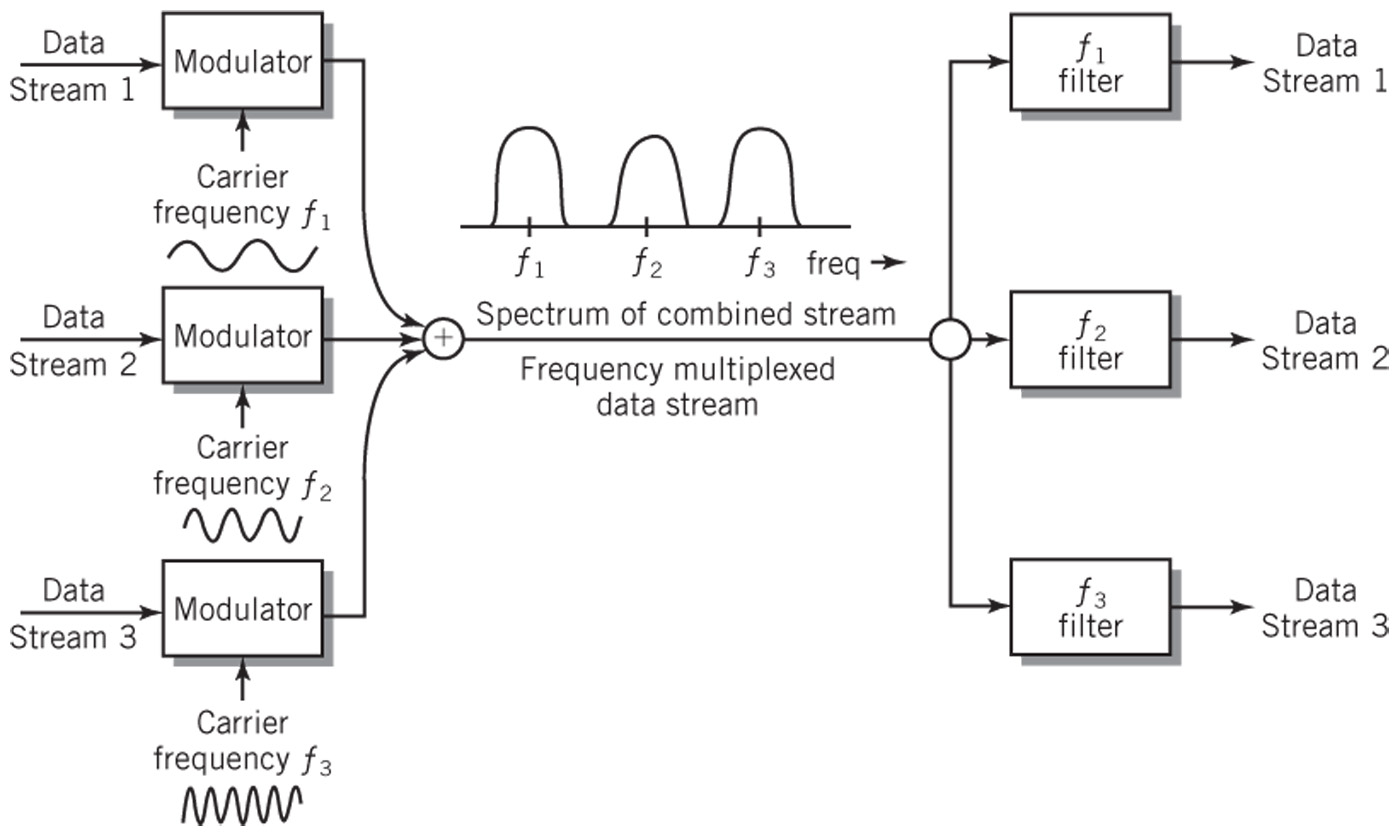 Data
Stream 1
Modulator
Carrier
frequency f₁
Data
Stream 2
Modulator
Carrier
frequency f₂
Data
Stream 3
Modulator
Carrier
frequency f₃
+
f₁ f₂ f₃ freq
Spectrum of combined stream
Frequency multiplexed
data stream
f₁
filter
Data
Stream 1
f₂
filter
Data
Stream 2
f₃
filter
Data
Stream 3